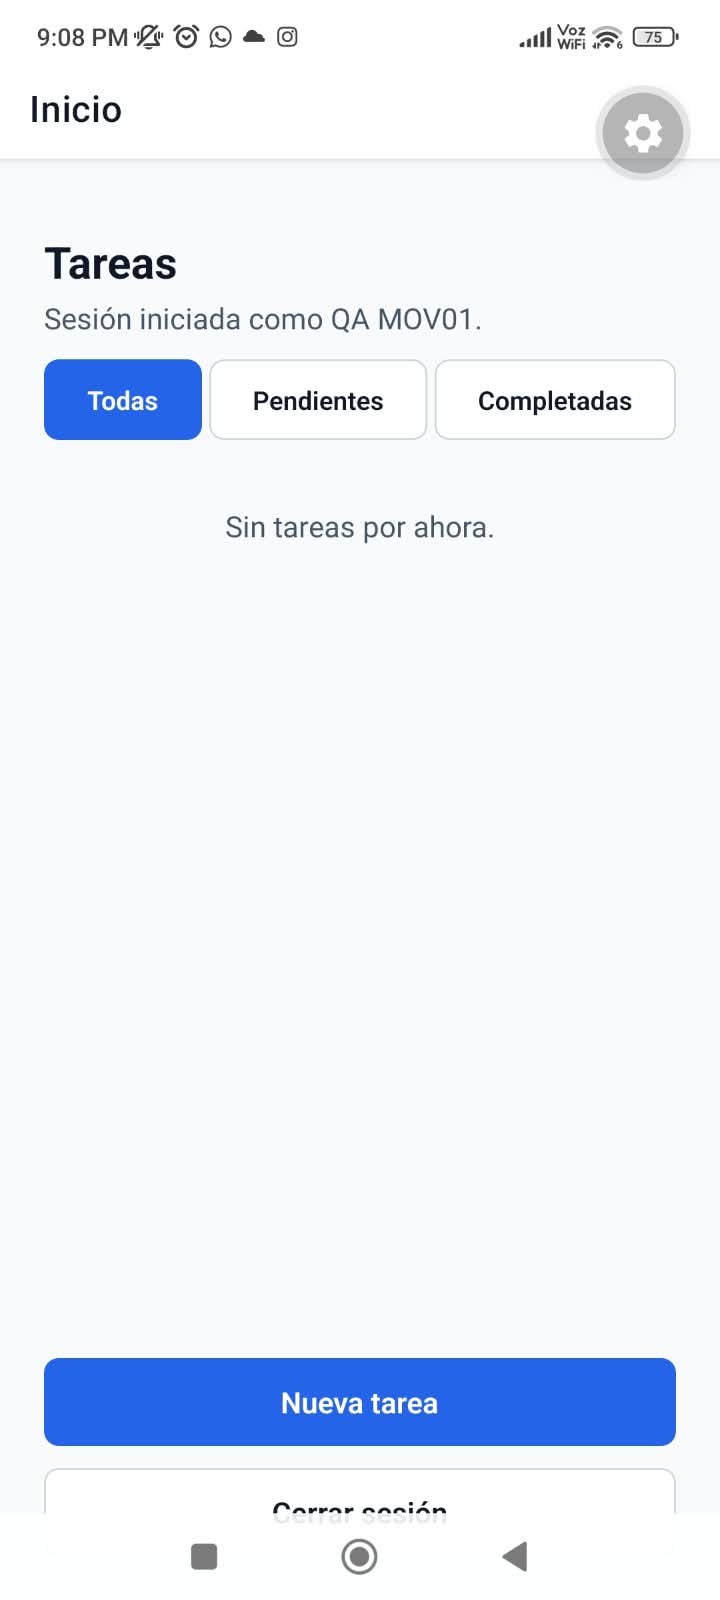 9:08 PM
Voz
WiFi
6
75
Inicio
Tareas
Sesión iniciada como QA MOV01.
Todas
Pendientes
Completadas
Sin tareas por ahora.
Nueva tarea
Cerrar sesión